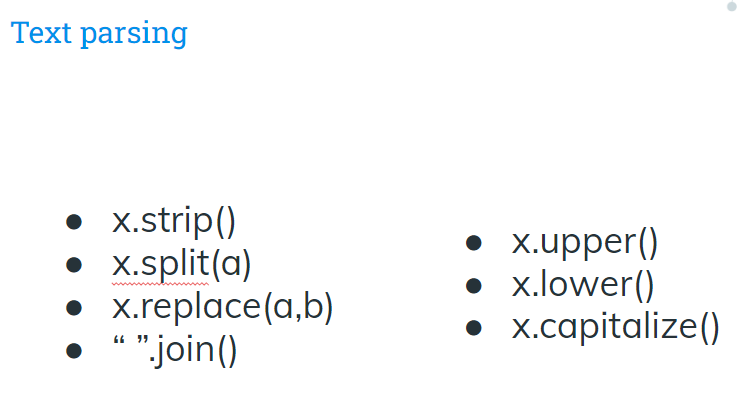 Text parsing
● x.strip()
● x.split(a)
● x.replace(a,b)
● “ ”.join()
● x.upper()
● x.lower()
● x.capitalize()